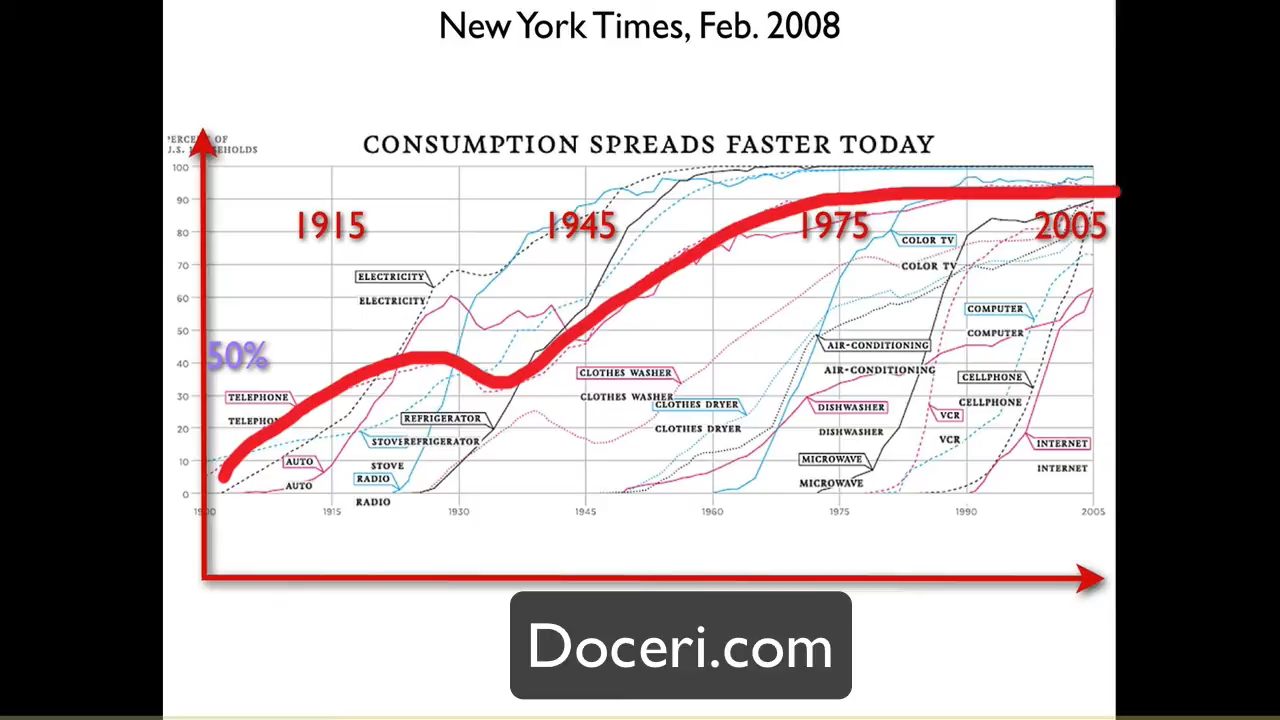 New York Times, Feb. 2008
PERCENT OF
U.S. HOUSEHOLDS
CONSUMPTION SPREADS FASTER TODAY
100
90
80
70
60
50
40
30
20
10
0
1915
1945
1975
2005
50%
ELECTRICITY
ELECTRICITY
COLOR TV
COLOR TV
COMPUTER
COMPUTER
AIR-CONDITIONING
AIR-CONDITIONING
CLOTHES WASHER
CLOTHES WASHER
CELLPHONE
CELLPHONE
TELEPHONE
TELEPHO
CLOTHES DRYER
CLOTHES DRYER
DISHWASHER
DISHWASHER
REFRIGERATOR
REFRIGERATOR
VCR
VCR
STOVE
STOVE
INTERNET
INTERNET
AUTO
AUTO
MICROWAVE
MICROWAVE
RADIO
RADIO
1900 1915 1930 1945 1960 1975 1990 2005
Doceri.com